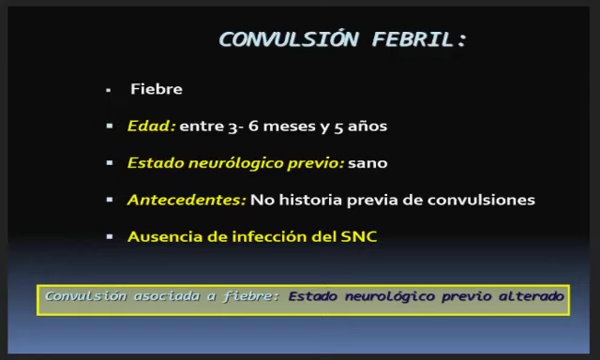 CONVULSIÓN FEBRIL:
Fiebre
Edad: entre 3- 6 meses y 5 años
Estado neurólogico previo: sano
Antecedentes: No historia previa de convulsiones
Ausencia de infección del SNC
Convulsión asociada a fiebre: Estado neurológico previo alterado